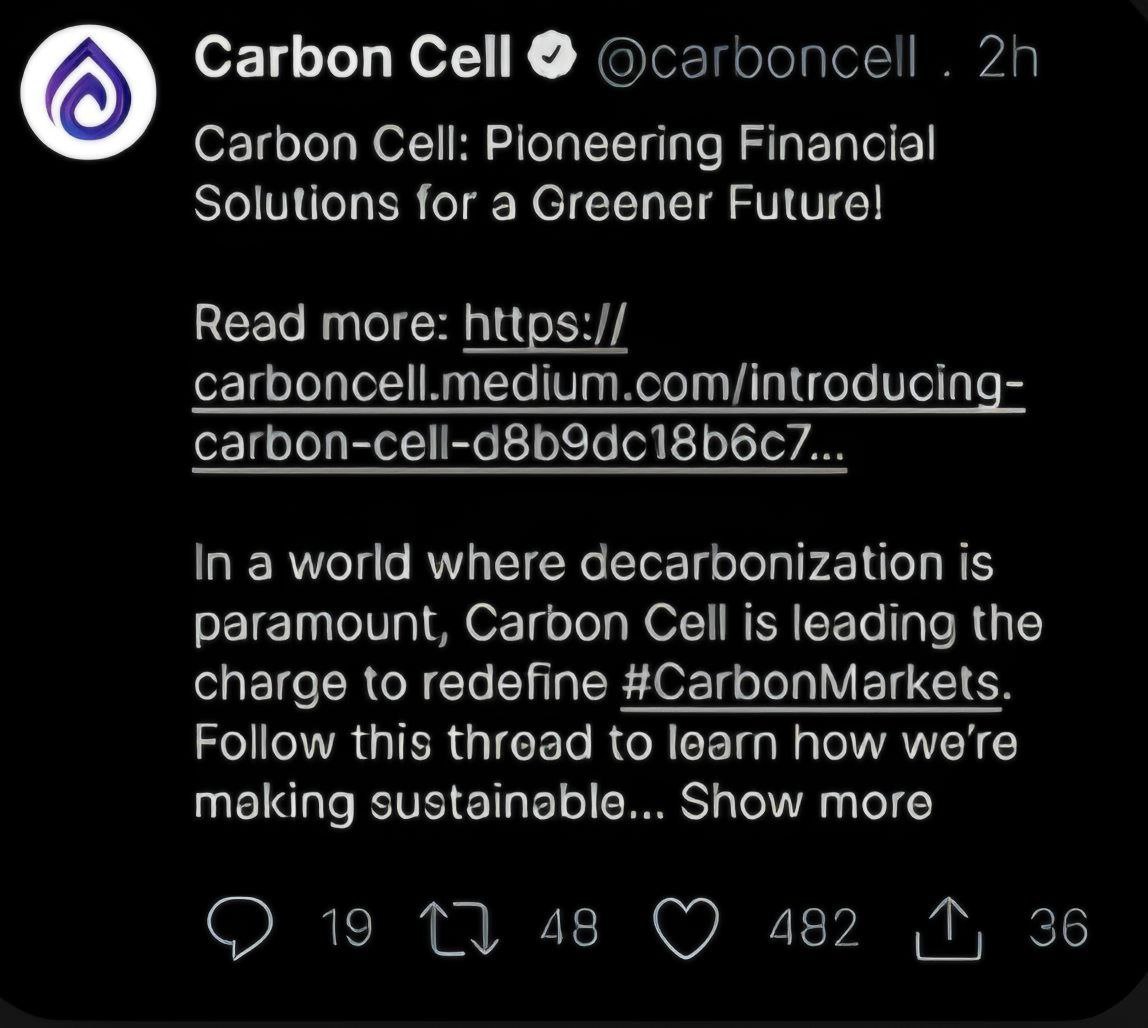 Carbon Cell @carboncell . 2h
Carbon Cell: Pioneering Financial
Solutions for a Greener Future!
Read more: https://
carboncell.medium.com/introducing-
carbon-cell-d8b9dc18b6c7...
In a world where decarbonization is
paramount, Carbon Cell is leading the
charge to redefine #CarbonMarkets.
Follow this thread to learn how we're
making sustainable... Show more
19 48 482 36